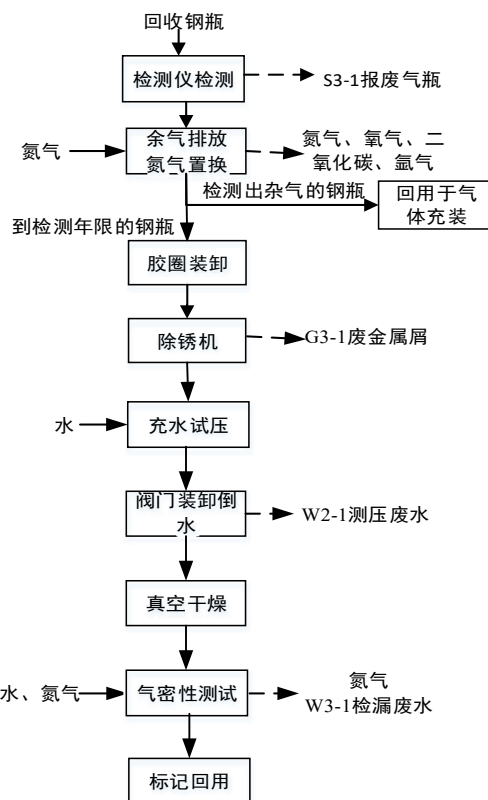 回收钢瓶
检测仪检测
S3-1报废气瓶
氮气
余气排放
氮气置换
氮气、氧气、二
氧化碳、氩气
检测出杂气的钢瓶
回用于气
体充装
到检测年限的钢瓶
胶圈装卸
除锈机
G3-1废金属屑
水
充水试压
阀门装卸倒
水
W2-1测压废水
真空干燥
水、氮气
气密性测试
氮气
W3-1检漏废水
标记回用